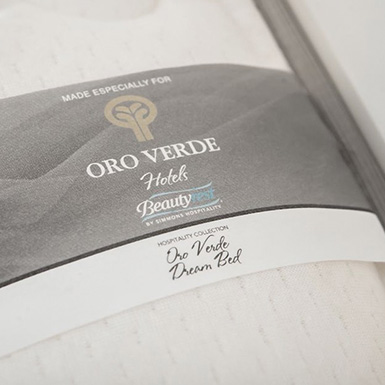 MADE ESPECIALLY FOR
ORO VERDE
Hotels
Beautyrest
BY SIMMONS HOSPITALITY
HOSPITALITY COLLECTION
Oro Verde
Dream Bed